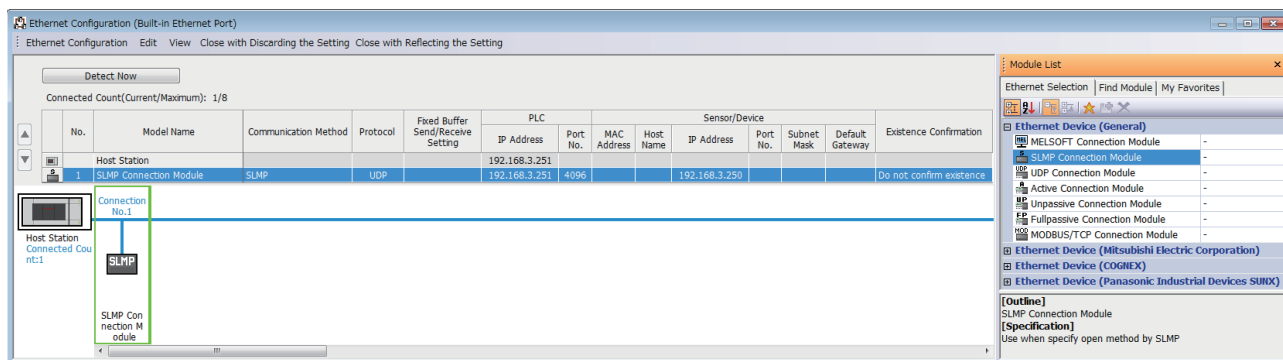 Ethernet Configuration (Built-in Ethernet Port)
Ethernet Configuration Edit View Close with Discarding the Setting Close with Reflecting the Setting
Detect Now
Connected Count(Current/Maximum): 1/8
No. Model Name Communication Method Protocol Fixed Buffer Send/Receive Setting PLC Sensor/Device Existence Confirmation
IP Address Port No. MAC Address Host Name IP Address Port No. Subnet Mask Default Gateway
Host Station 192.168.3.251
1 SLMP Connection Module SLMP UDP 192.168.3.251 4096 192.168.3.250 Do not confirm existence
Connection
No.1
Host Station
Connected Cou
nt:1
SLMP
SLMP Con
nection M
odule
Module List
Ethernet Selection Find Module My Favorites
Ethernet Device (General)
MELSOFT Connection Module -
SLMP Connection Module -
UDP Connection Module -
Active Connection Module -
Unpassive Connection Module -
Fullpassive Connection Module -
MODBUS/TCP Connection Module -
Ethernet Device (Mitsubishi Electric Corporation)
Ethernet Device (COGNEX)
Ethernet Device (Panasonic Industrial Devices SUNX)
[Outline]
SLMP Connection Module
[Specification]
Use when specify open method by SLMP